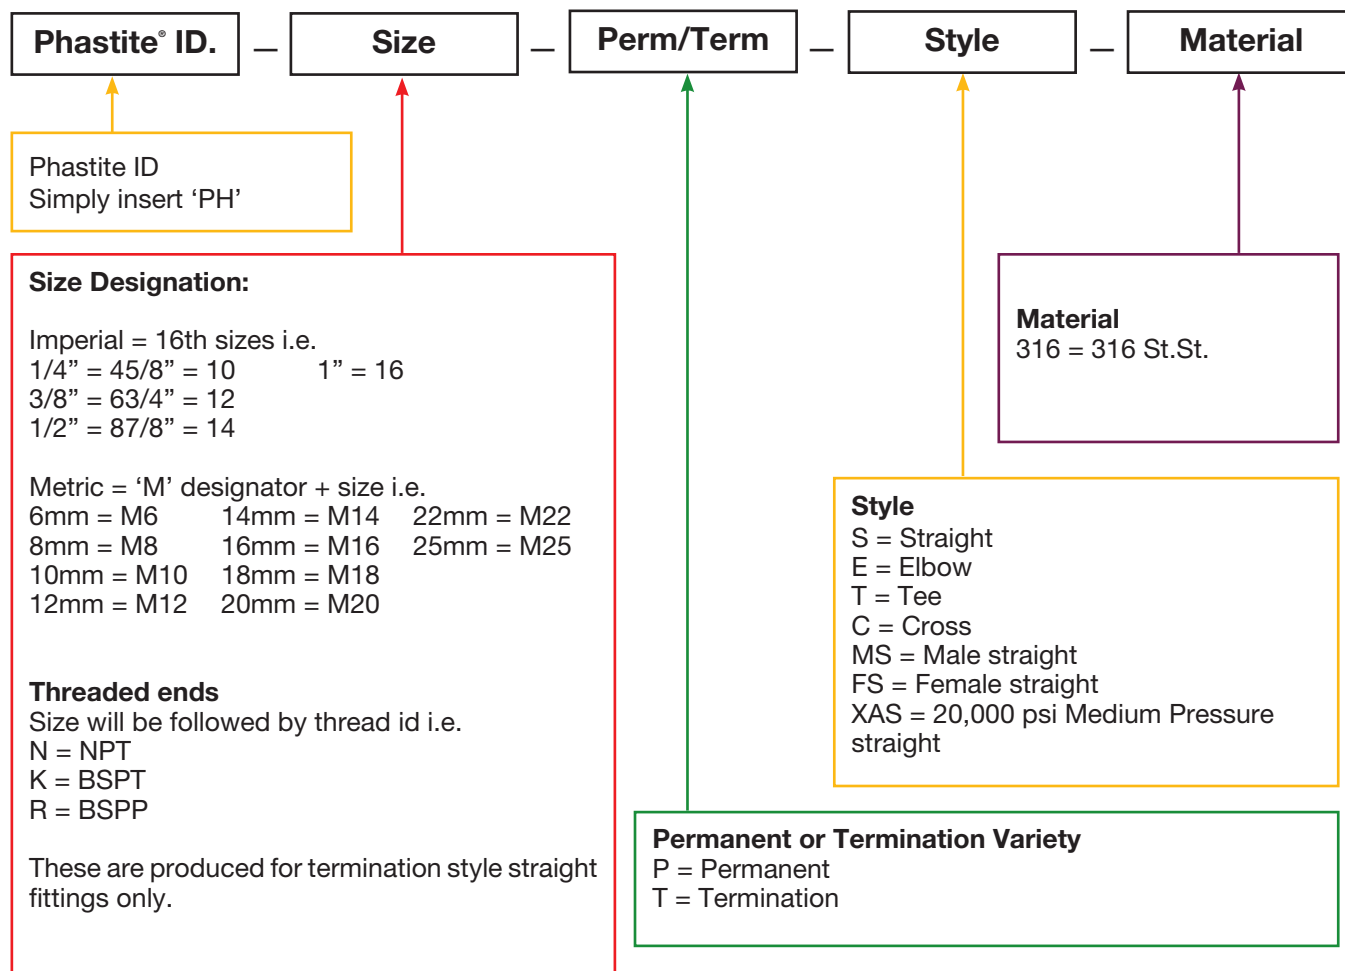 Phastite® ID. – Size – Perm/Term – Style – Material
Phastite ID
Simply insert ‘PH’
Size Designation:
Imperial = 16th sizes i.e.
1/4” = 45/8” = 10 1” = 16
3/8” = 63/4” = 12
1/2” = 87/8” = 14
Metric = ‘M’ designator + size i.e.
6mm = M6 14mm = M14 22mm = M22
8mm = M8 16mm = M16 25mm = M25
10mm = M10 18mm = M18
12mm = M12 20mm = M20
Threaded ends
Size will be followed by thread id i.e.
N = NPT
K = BSPT
R = BSPP
These are produced for termination style straight
fittings only.
Material
316 = 316 St.St.
Style
S = Straight
E = Elbow
T = Tee
C = Cross
MS = Male straight
FS = Female straight
XAS = 20,000 psi Medium Pressure
straight
Permanent or Termination Variety
P = Permanent
T = Termination